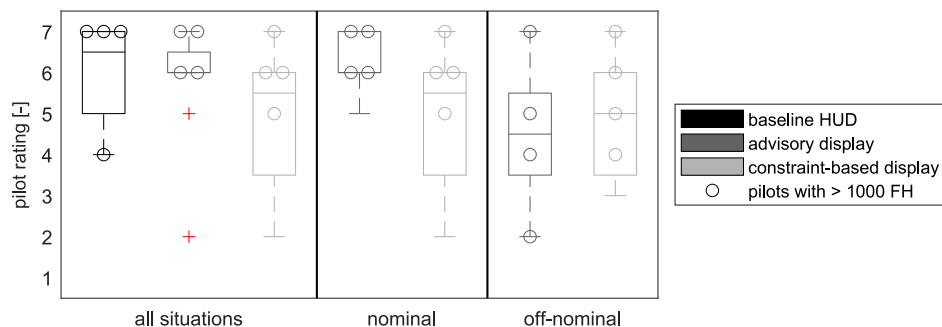 pilot rating [-]
7
6
5
4
3
2
1
all situations
nominal
off-nominal
baseline HUD
advisory display
constraint-based display
pilots with > 1000 FH